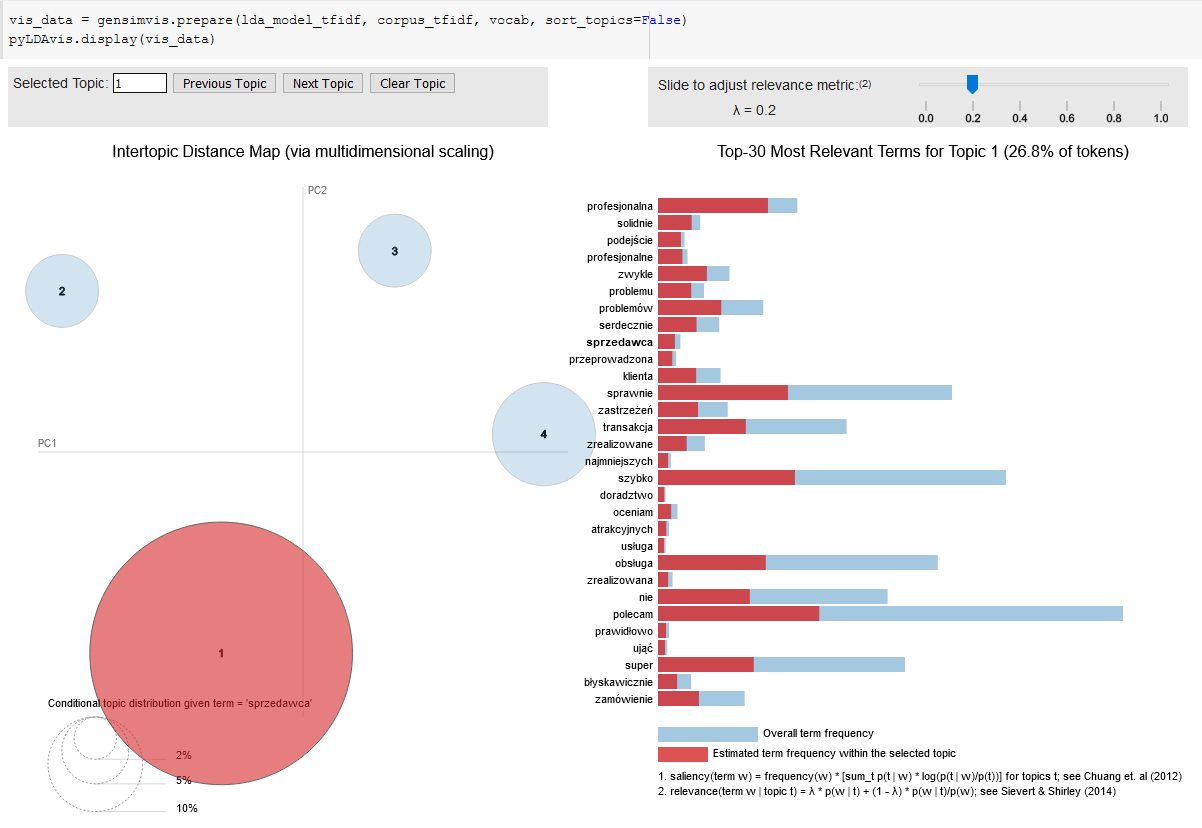 vis_data = gensimvis.prepare(lda_model_tfidf, corpus_tfidf, vocab, sort_topics=False)
pyLDAvis.display(vis_data)
Selected Topic: 1 Previous Topic Next Topic Clear Topic
Slide to adjust relevance metric:(2)
λ = 0.2
0.0 0.2 0.4 0.6 0.8 1.0
Intertopic Distance Map (via multidimensional scaling)
PC2
3
2
4
PC1
1
Conditional topic distribution given term = 'sprzedawca'
2%
5%
10%
Top-30 Most Relevant Terms for Topic 1 (26.8% of tokens)
profesjonalna
solidnie
podejście
profesjonalne
zwykle
problemu
problemów
serdecznie
sprzedawca
przeprowadzona
klienta
sprawnie
zastrzeżeń
transakcja
zrealizowane
najmniejszych
szybko
doradztwo
oceniam
atrakcyjnych
usługa
obsługa
zrealizowana
nie
polecam
prawidłowo
ująć
super
błyskawicznie
zamówienie
Overall term frequency
Estimated term frequency within the selected topic
1. saliency(term w) = frequency(w) * [sum_t p(t | w) * log(p(t | w)/p(t))] for topics t; see Chuang et. al (2012)
2. relevance(term w | topic t) = λ * p(w | t) + (1 - λ) * p(w | t)/p(w); see Sievert & Shirley (2014)